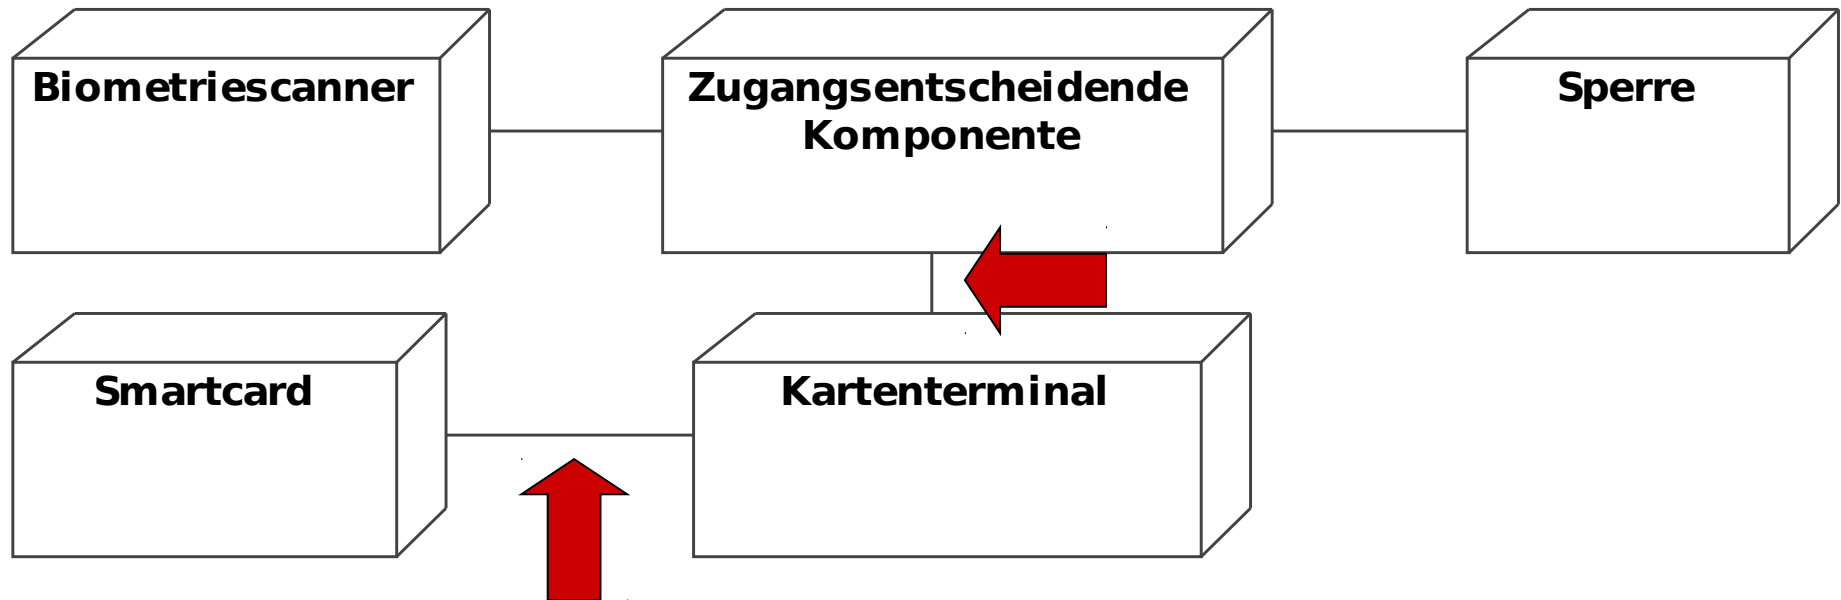 Biometriescanner
Zugangsentscheidende
Komponente
Sperre
Smartcard
Kartenterminal